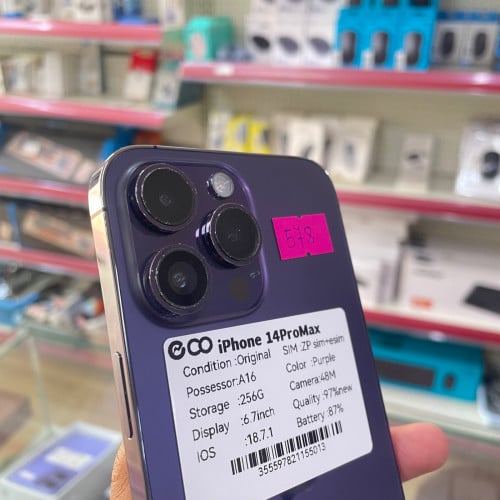 578
iPhone 14ProMax
Condition :Original SIM :ZP sim+esim
Possessor:A16 Color :Purple
Storage :256G Camera:48M
Display :6.7inch Quality :97%new
IOS :18.7.1 Battery :87%
355597821155013